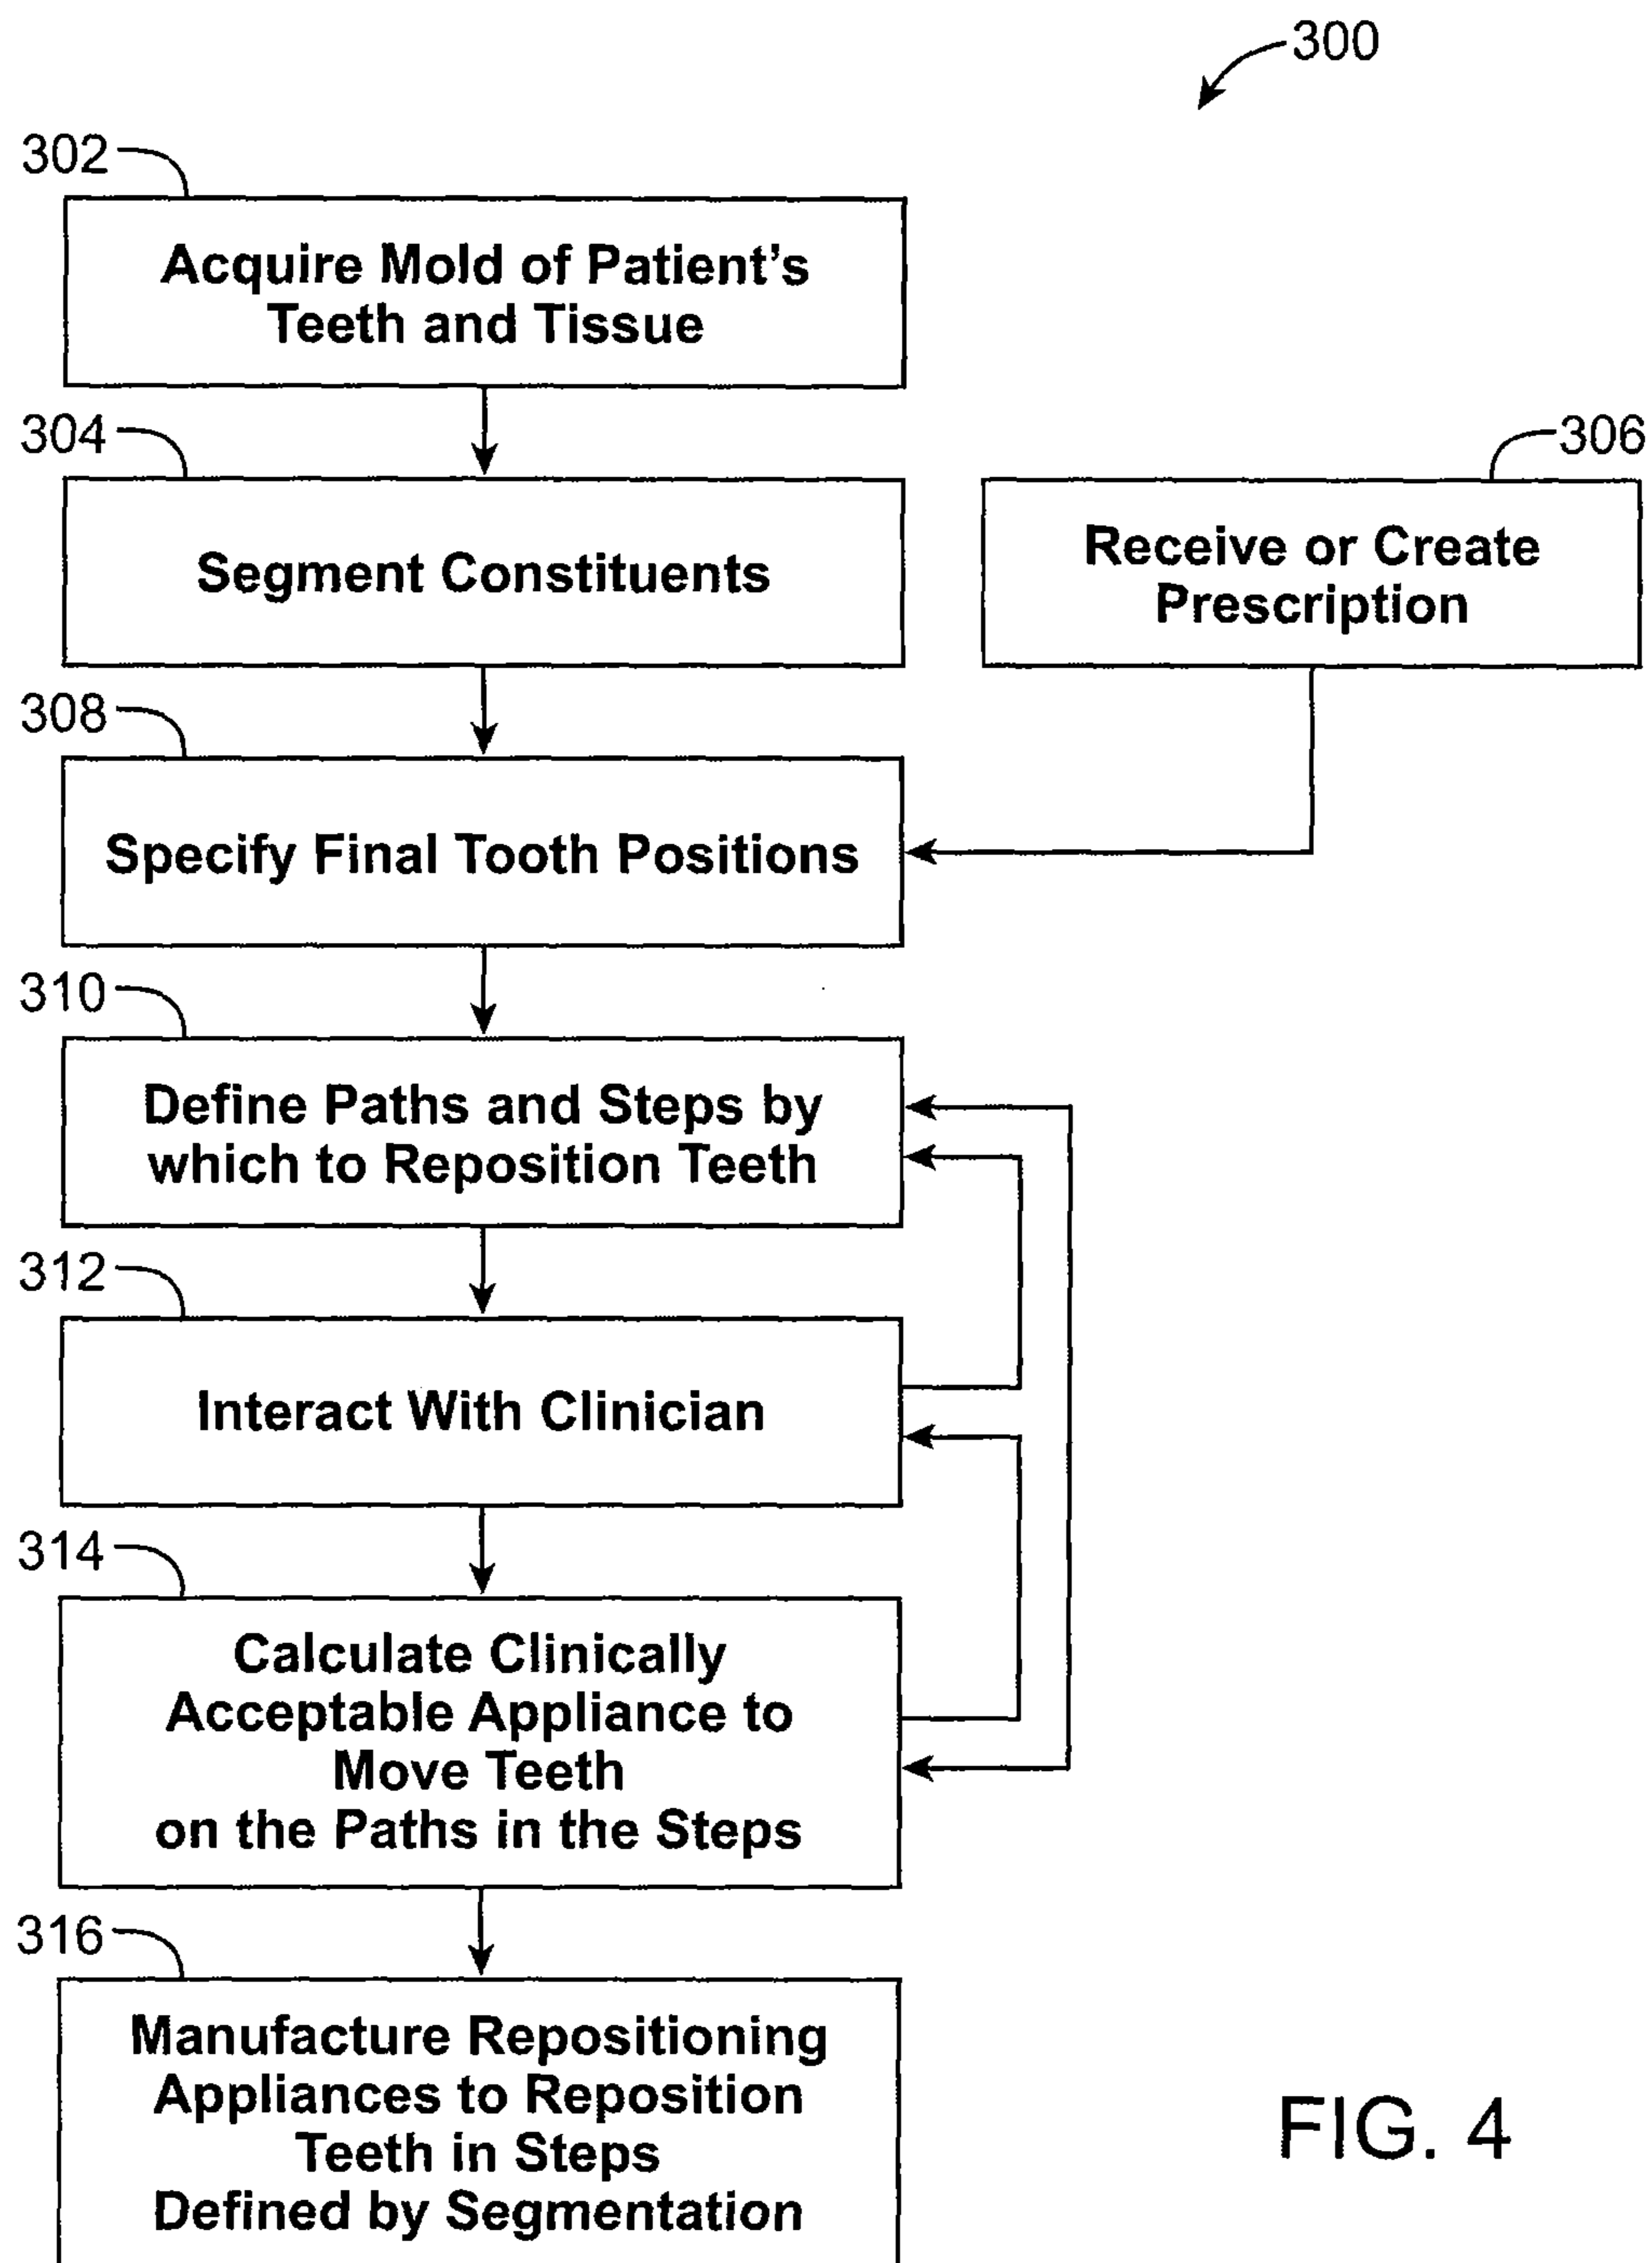 300
302
Acquire Mold of Patient's
Teeth and Tissue
304
Segment Constituents
306
Receive or Create
Prescription
308
Specify Final Tooth Positions
310
Define Paths and Steps by
which to Reposition Teeth
312
Interact With Clinician
314
Calculate Clinically
Acceptable Appliance to
Move Teeth
on the Paths in the Steps
316
Manufacture Repositioning
Appliances to Reposition
Teeth in Steps
Defined by Segmentation
FIG. 4